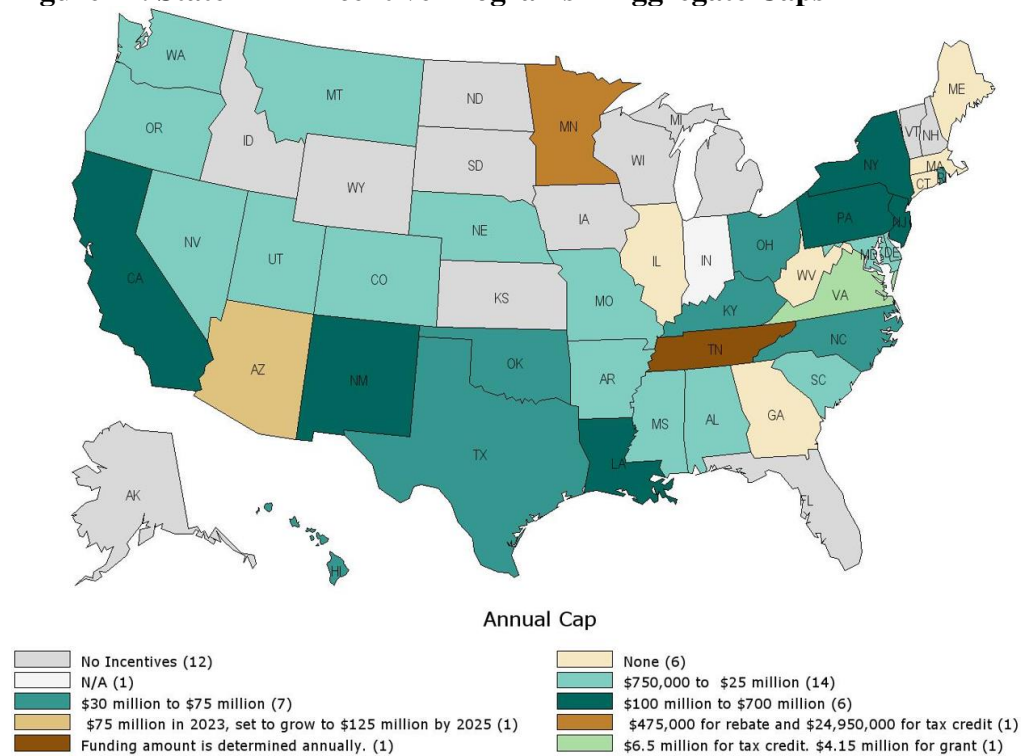 Figure State Incentive Programs Aggregate Caps
WA
MT
ND
MN
ME
OR
ID
SD
WI
MI
VT
NH
NY
MA
CT
RI
WY
IA
NE
PA
NJ
NV
UT
CO
KS
MO
IL
IN
OH
WV
MD
DE
VA
KY
CA
AZ
NM
OK
AR
TN
NC
SC
TX
LA
MS
AL
GA
FL
AK
HI
Annual Cap
No Incentives (12)
N/A (1)
$30 million to $75 million (7)
$75 million in 2023, set to grow to $125 million by 2025 (1)
Funding amount is determined annually. (1)
None (6)
$750,000 to $25 million (14)
$100 million to $700 million (6)
$475,000 for rebate and $24,950,000 for tax credit (1)
$6.5 million for tax credit. $4.15 million for grant (1)